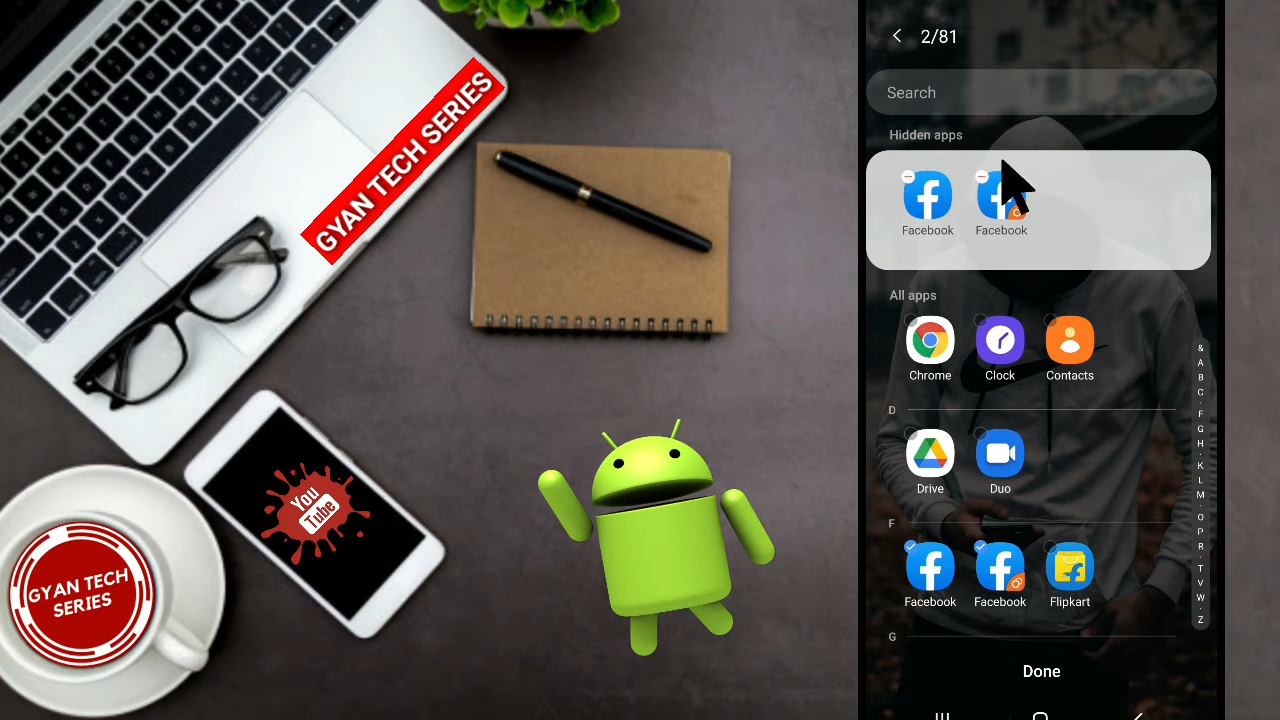 GYAN TECH SERIES
You
Tube
GYAN TECH
SERIES
2/81
Search
Hidden apps
Facebook Facebook
All apps
Chrome Clock Contacts
D
Drive Duo
F
Facebook Facebook Flipkart
G
Done
&
A
B
C
F
G
H
K
L
M
O
P
R
T
V
W
Z